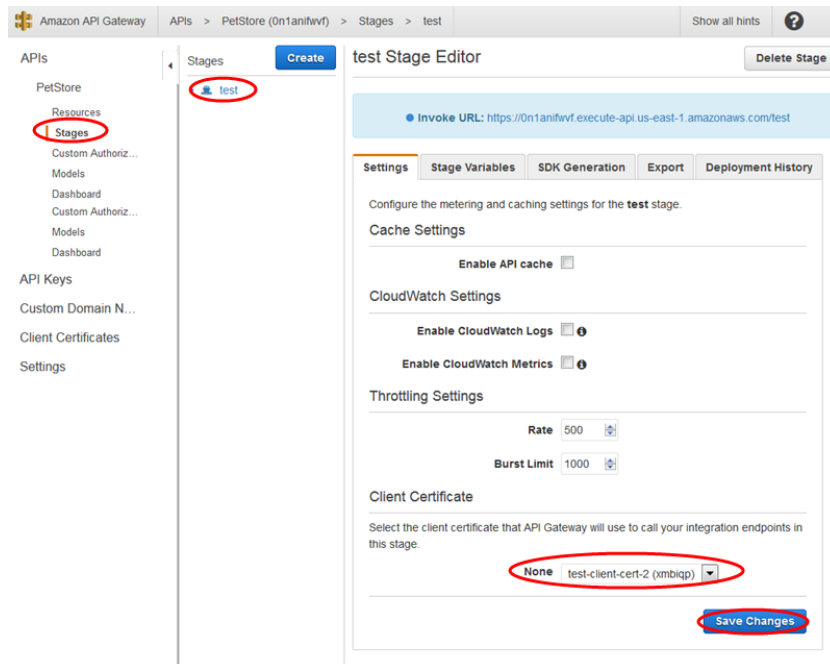 Amazon API Gateway APIs > PetStore (0n1anifwvf) > Stages > test Show all hints ?
APIs
PetStore
Resources
Stages
Custom Authoriz...
Models
Dashboard
Custom Authoriz...
Models
Dashboard
API Keys
Custom Domain N...
Client Certificates
Settings
Stages Create
test
test Stage Editor Delete Stage
Invoke URL: https://0n1anifwvf.execute-api.us-east-1.amazonaws.com/test
Settings Stage Variables SDK Generation Export Deployment History
Configure the metering and caching settings for the test stage.
Cache Settings
Enable API cache
CloudWatch Settings
Enable CloudWatch Logs
Enable CloudWatch Metrics
Throttling Settings
Rate 500
Burst Limit 1000
Client Certificate
Select the client certificate that API Gateway will use to call your integration endpoints in
this stage.
None test-client-cert-2 (xmbiqp)
Save Changes